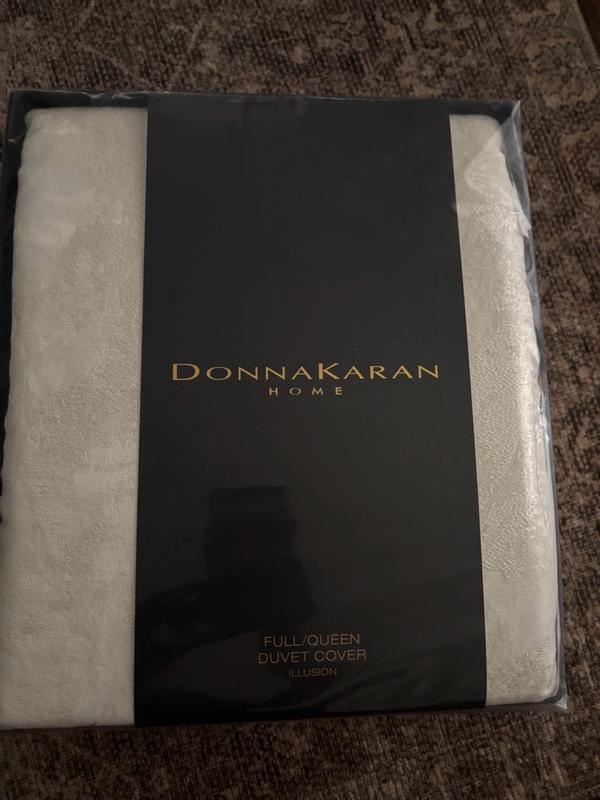 DONNAKARAN
HOME
FULL/QUEEN
DUVET COVER
ILLUSION